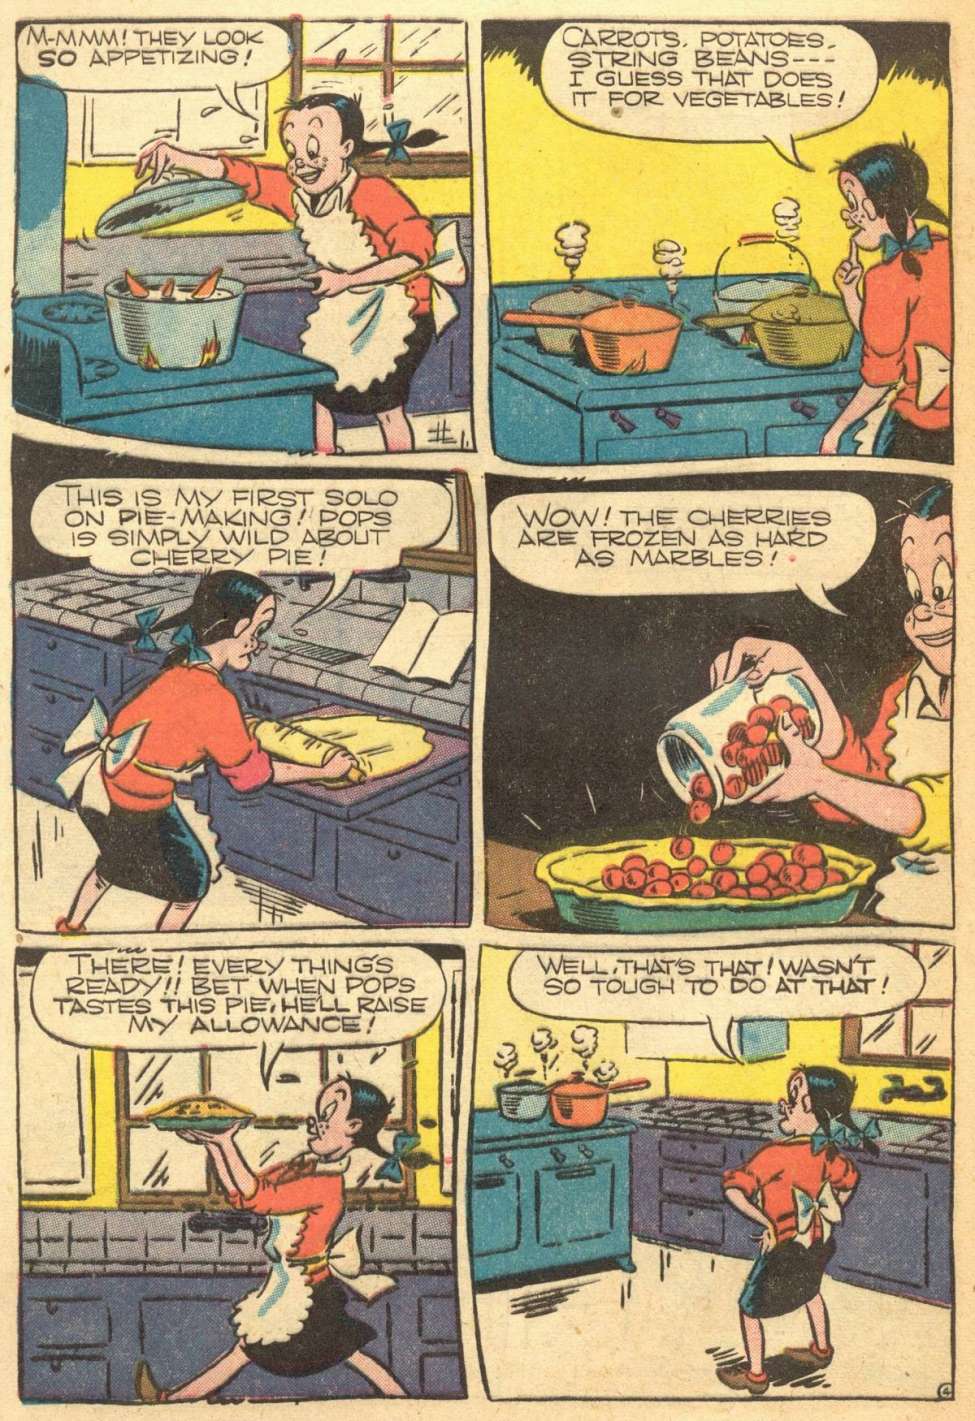 M-MMM! THEY LOOK
SO APPETIZING!
CARROTS, POTATOES,
STRING BEANS---
I GUESS THAT DOES
IT FOR VEGETABLES!
THIS IS MY FIRST SOLO
ON PIE-MAKING! POPS
IS SIMPLY WILD ABOUT
CHERRY PIE!
WOW! THE CHERRIES
ARE FROZEN AS HARD
AS MARBLES!
THERE! EVERY THING'S
READY!! BET WHEN POPS
TASTES THIS PIE, HE'LL RAISE
MY ALLOWANCE!
WELL, THAT'S THAT! WASN'T
SO TOUGH TO DO AT THAT!
4